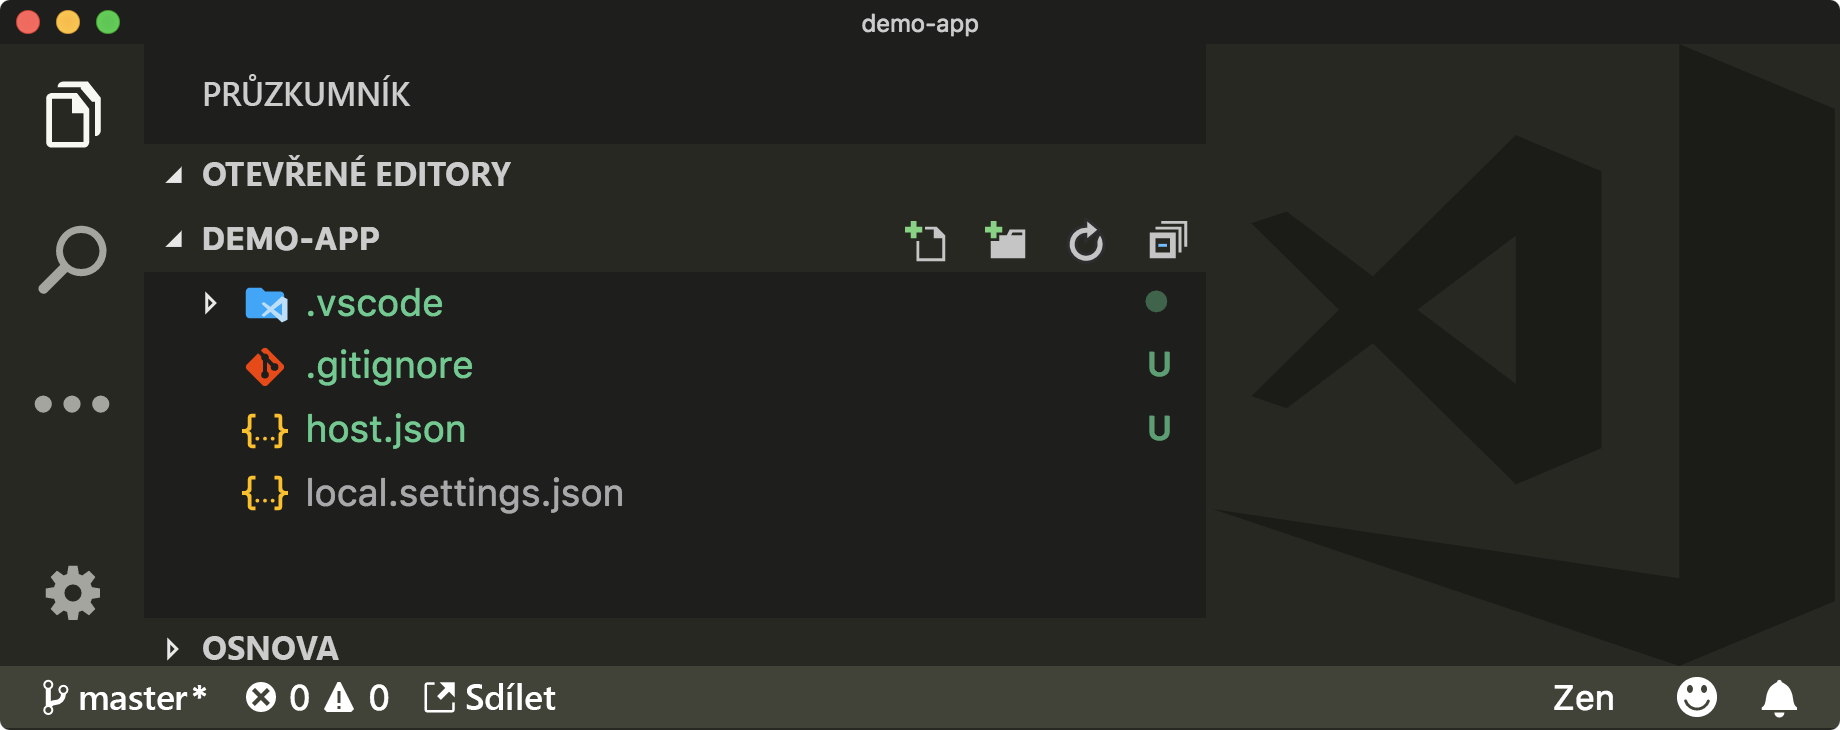 demo-app
PRŮZKUMNÍK
OTEVŘENÉ EDITORY
DEMO-APP
.vscode
.gitignore U
{...} host.json U
{...} local.settings.json
OSNOVA
master* 0 0 Sdílet Zen